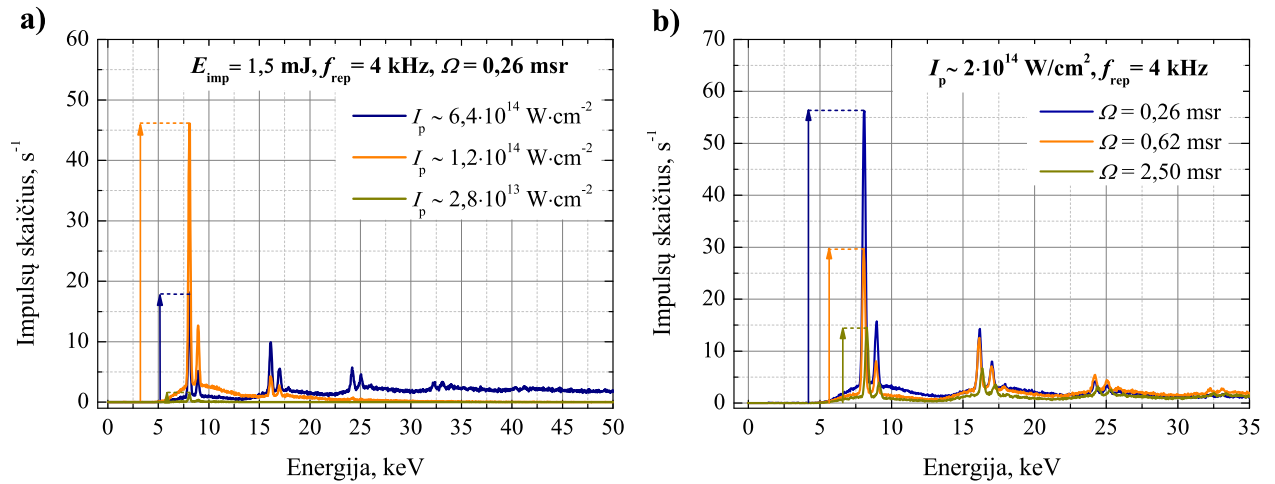 a)
E_imp = 1,5 mJ, f_rep = 4 kHz, Ω = 0,26 msr
I_p ~ 6,4·10^14 W·cm^-2
I_p ~ 1,2·10^14 W·cm^-2
I_p ~ 2,8·10^13 W·cm^-2
Impulsų skaičius, s^-1
60
50
40
30
20
10
0
0 5 10 15 20 25 30 35 40 45 50
Energija, keV
b)
I_p ~ 2·10^14 W/cm^2, f_rep = 4 kHz
Ω = 0,26 msr
Ω = 0,62 msr
Ω = 2,50 msr
Impulsų skaičius, s^-1
70
60
50
40
30
20
10
0
0 5 10 15 20 25 30 35
Energija, keV